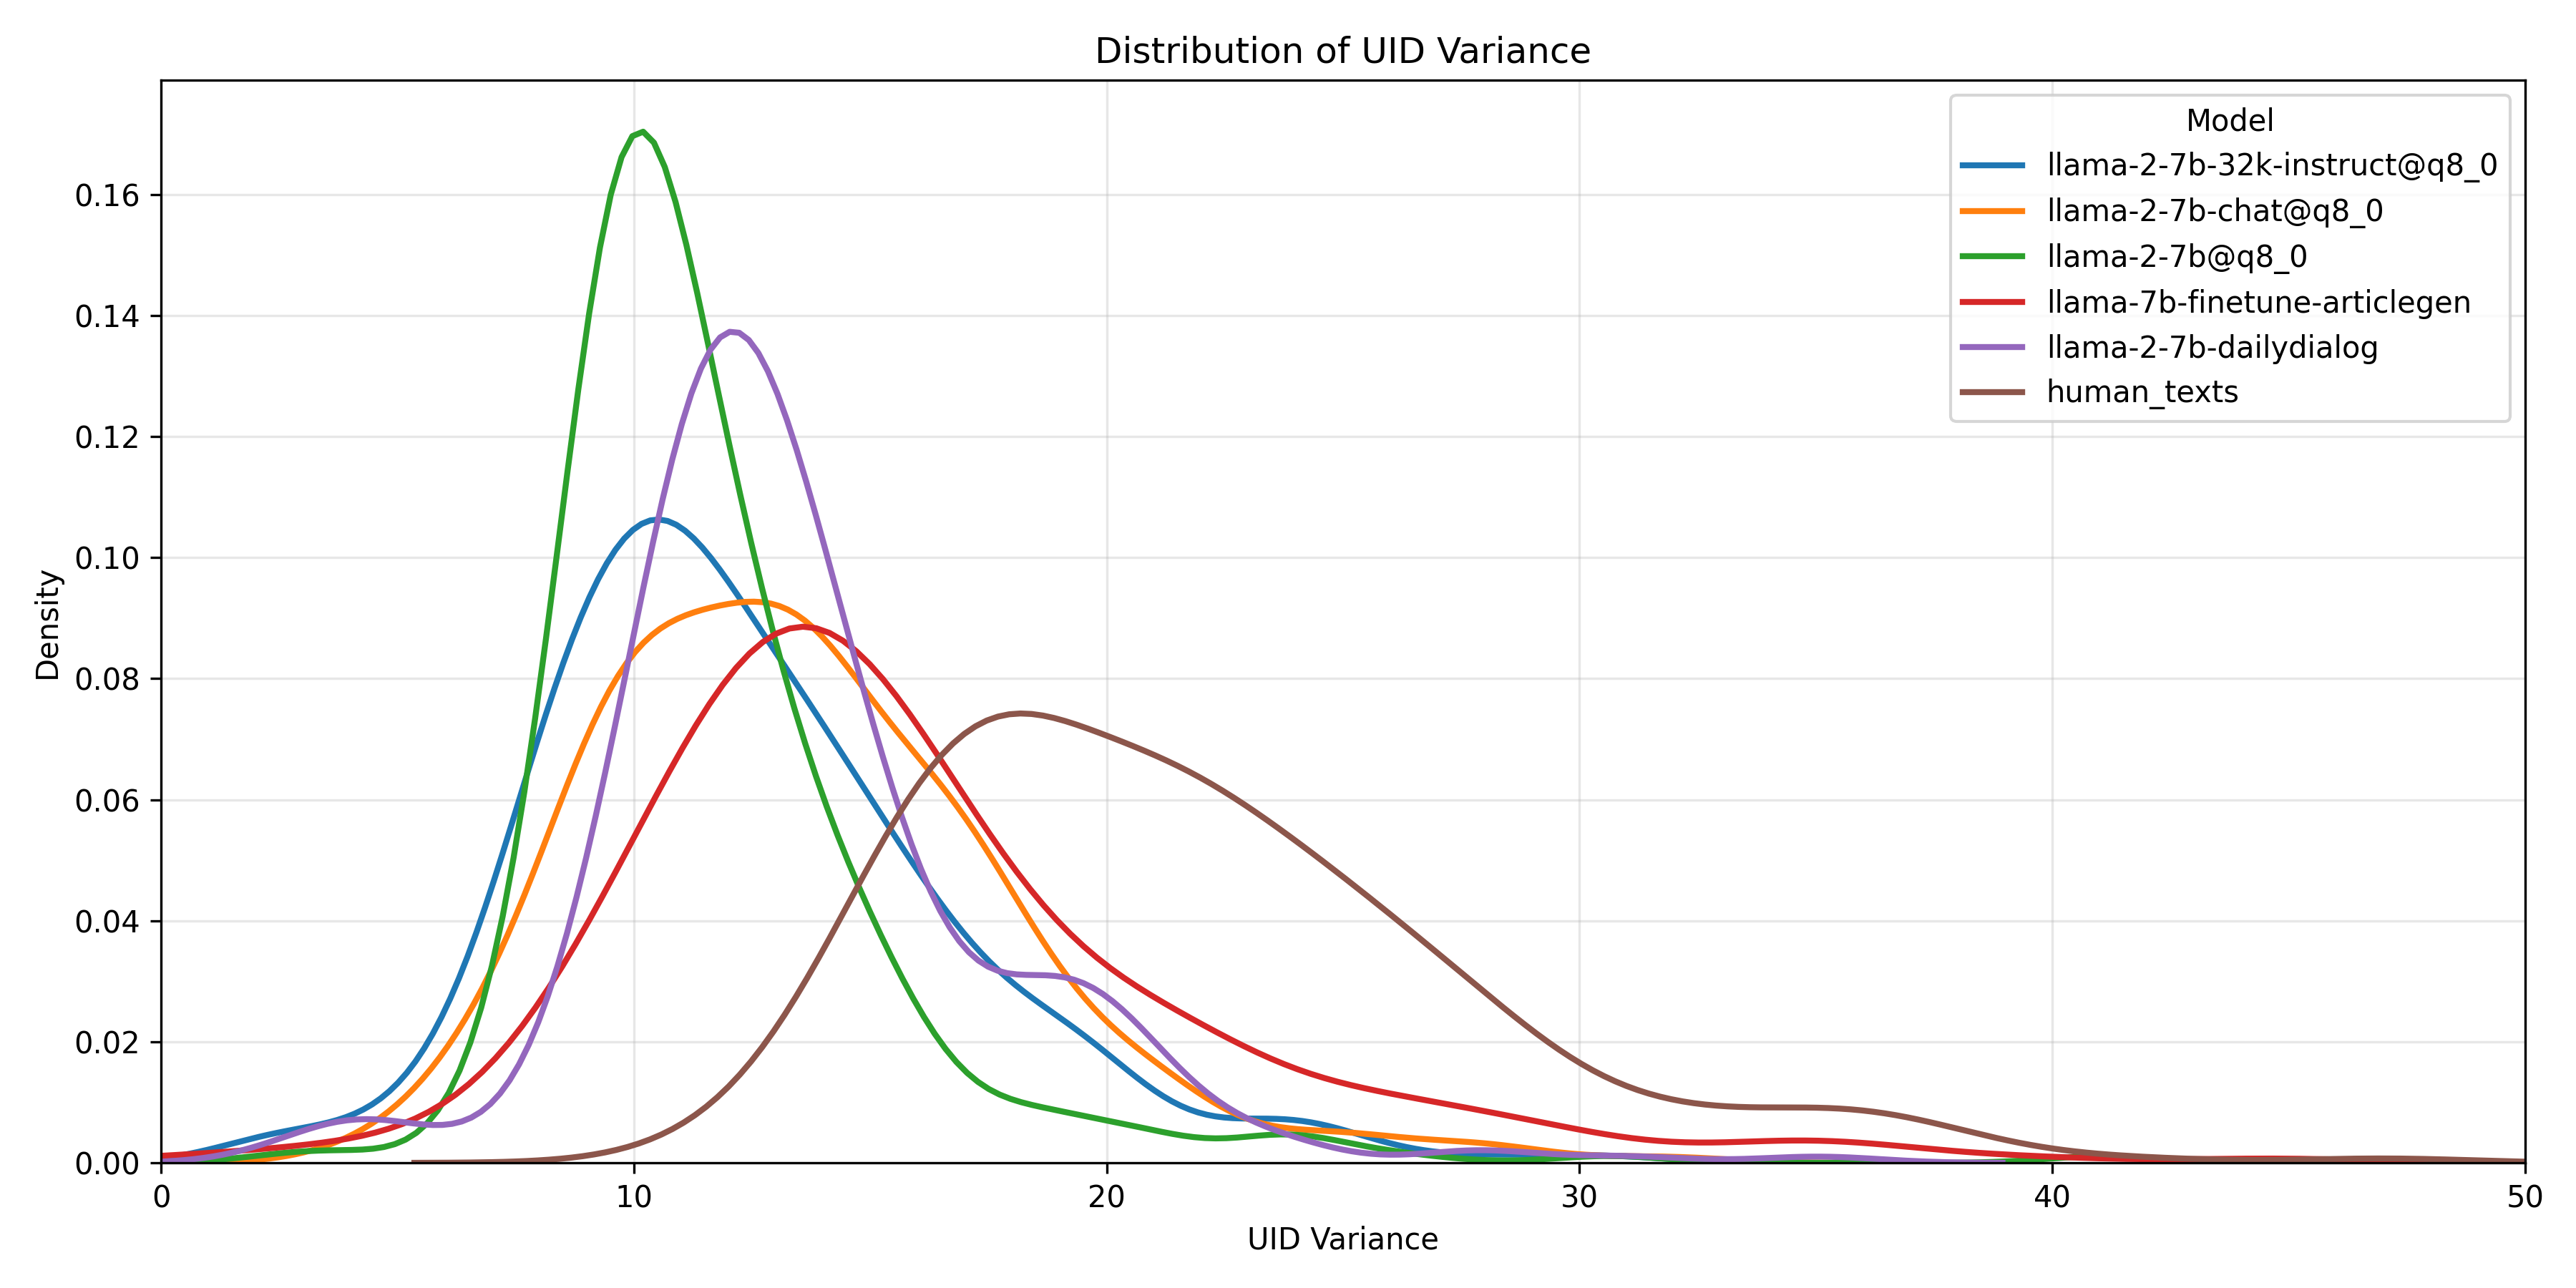 Distribution of UID Variance
Model
llama-2-7b-32k-instruct@q8_0
llama-2-7b-chat@q8_0
llama-2-7b@q8_0
llama-7b-finetune-articlegen
llama-2-7b-dailydialog
human_texts
0.16
0.14
0.12
0.10
0.08
0.06
0.04
0.02
0.00
Density
0 10 20 30 40 50
UID Variance